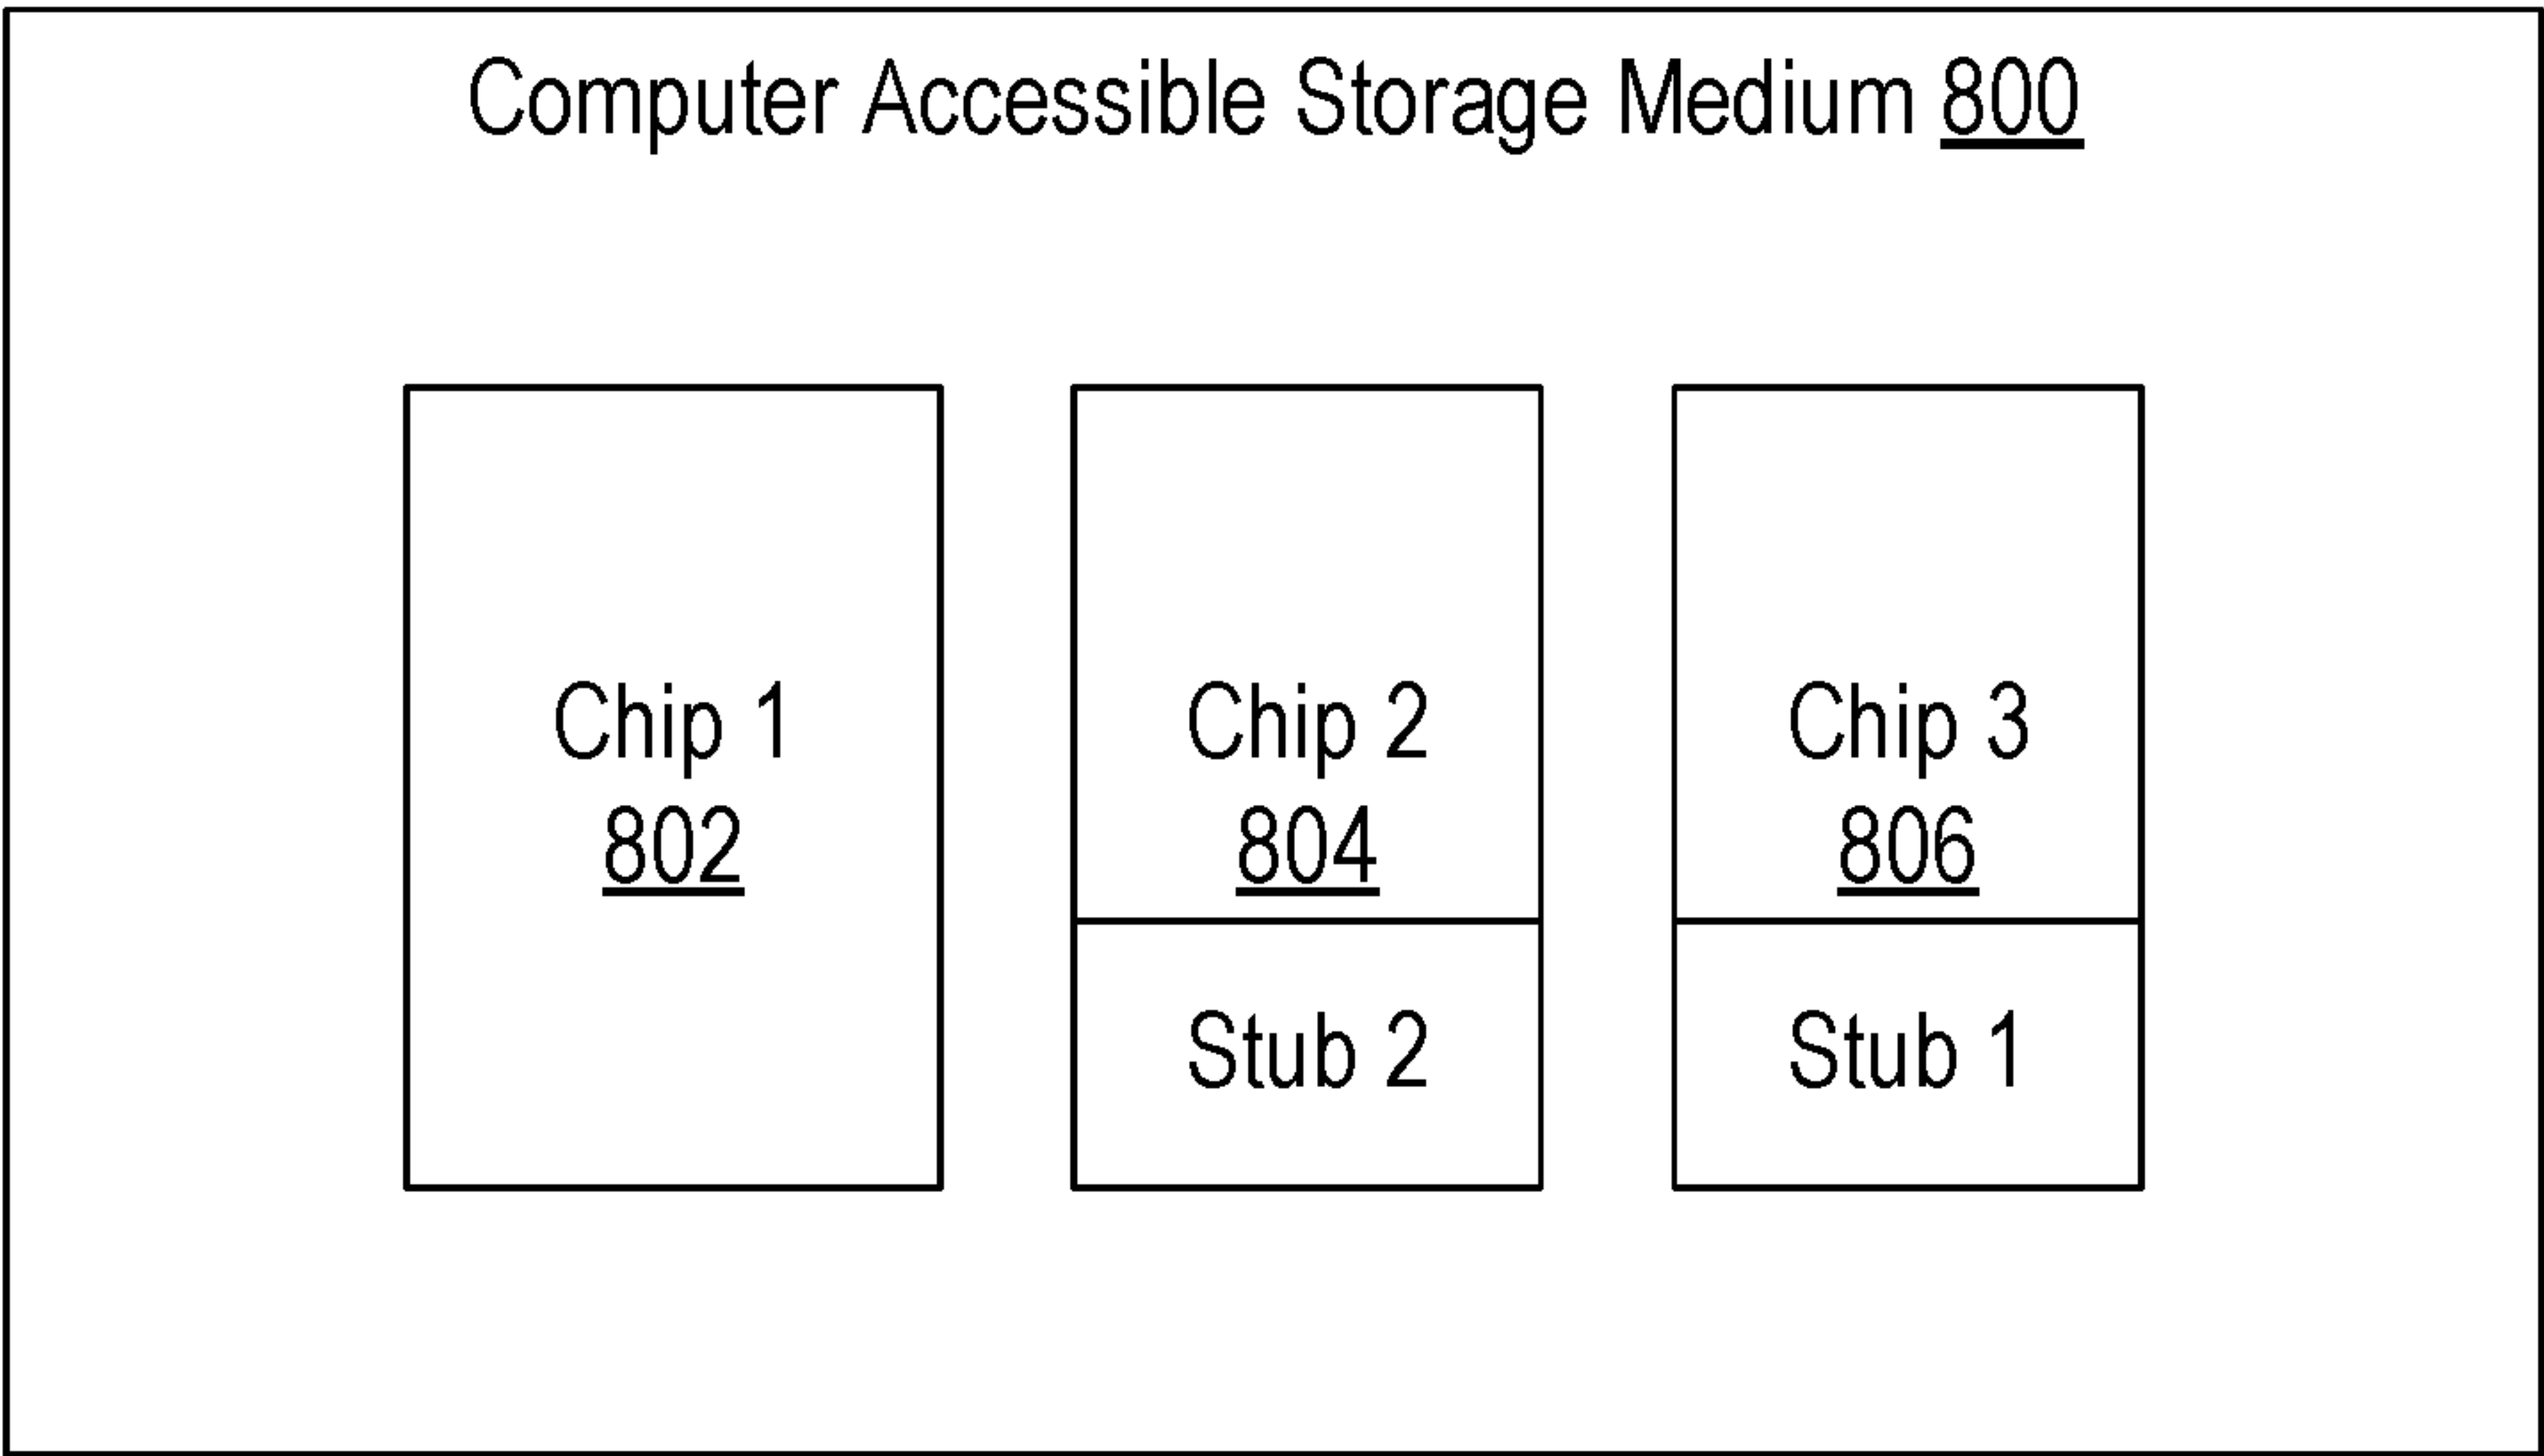 Computer Accessible Storage Medium 800
Chip 1
802
Chip 2
804
Stub 2
Chip 3
806
Stub 1